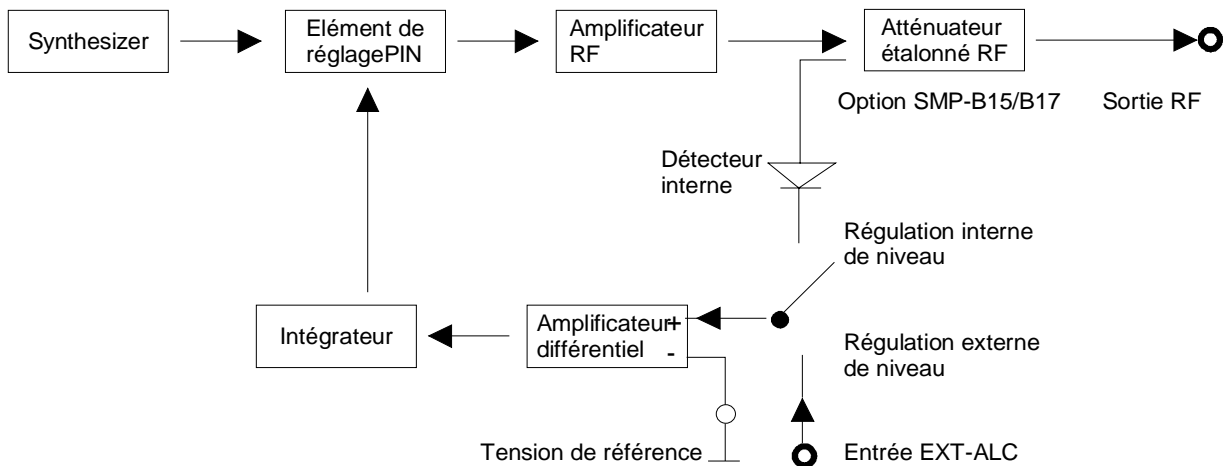 Synthesizer
Elément de
réglagePIN
Amplificateur
RF
Atténuateur
étalonné RF
Option SMP-B15/B17
Sortie RF
Détecteur
interne
Régulation interne
de niveau
Intégrateur
Amplificateur
différentiel
+
-
Régulation externe
de niveau
Tension de référence
Entrée EXT-ALC